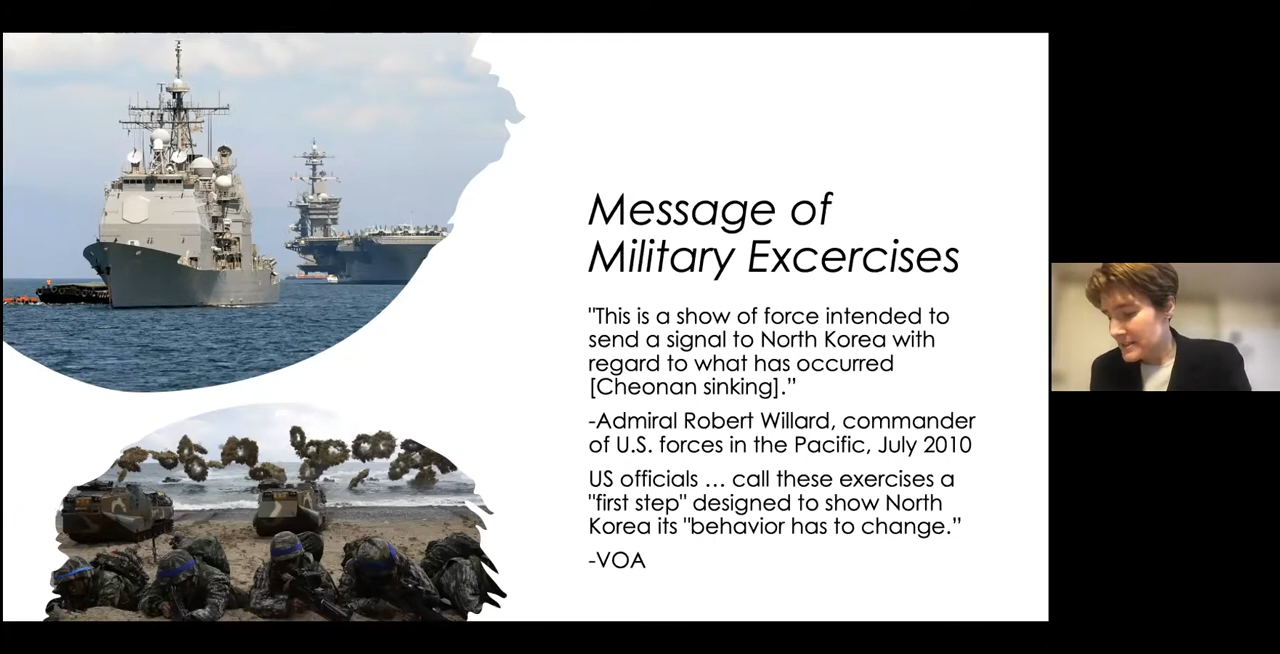 Message of
Military Excercises
"This is a show of force intended to
send a signal to North Korea with
regard to what has occurred
[Cheonan sinking].”
-Admiral Robert Willard, commander
of U.S. forces in the Pacific, July 2010
US officials … call these exercises a
"first step" designed to show North
Korea its "behavior has to change.”
-VOA